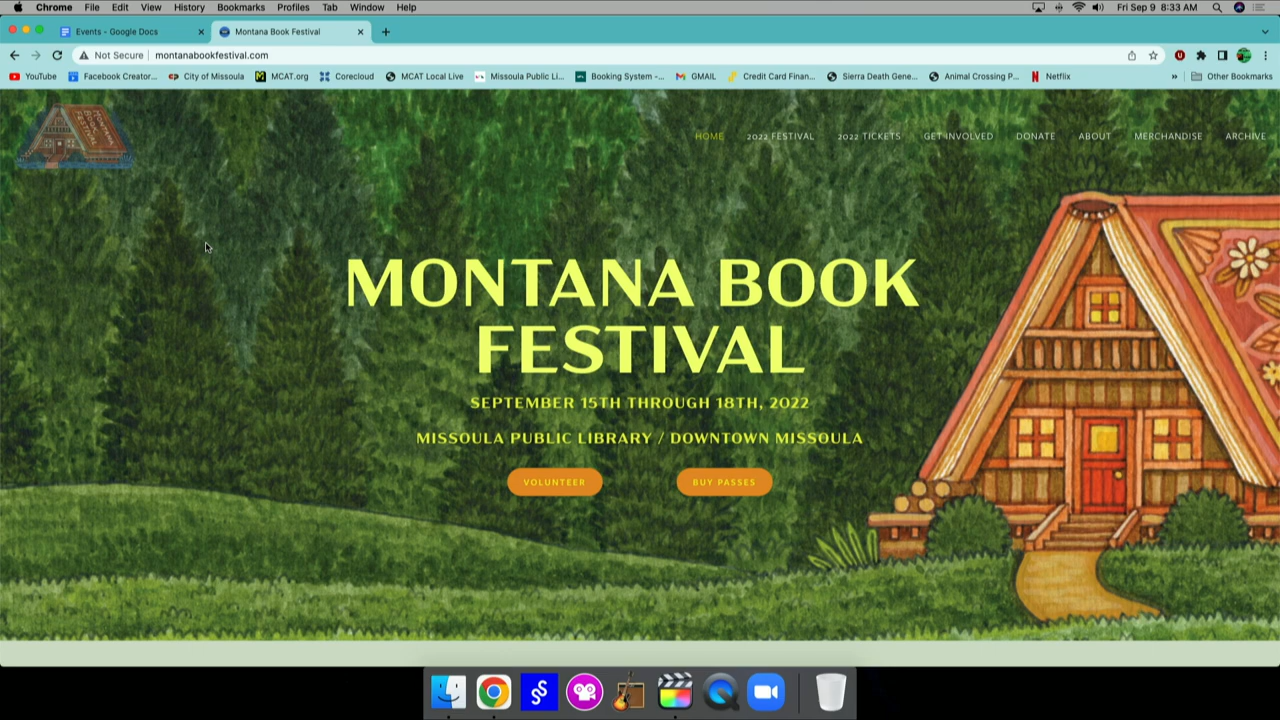 Chrome File Edit View History Bookmarks Profiles Tab Window Help Fri Sep 9 8:33 AM
Events - Google Docs Montana Book Festival
Not Secure montanabookfestival.com
YouTube Facebook Creator... City of Missoula MCAT.org Corecloud MCAT Local Live Missoula Public Li... Booking System -... GMAIL Credit Card Finan... Sierra Death Gene... Animal Crossing P... Netflix » Other Bookmarks
MONTANA BOOK FESTIVAL
HOME 2022 FESTIVAL 2022 TICKETS GET INVOLVED DONATE ABOUT MERCHANDISE ARCHIVE
MONTANA BOOK
FESTIVAL
SEPTEMBER 15TH THROUGH 18TH, 2022
MISSOULA PUBLIC LIBRARY / DOWNTOWN MISSOULA
VOLUNTEER BUY PASSES